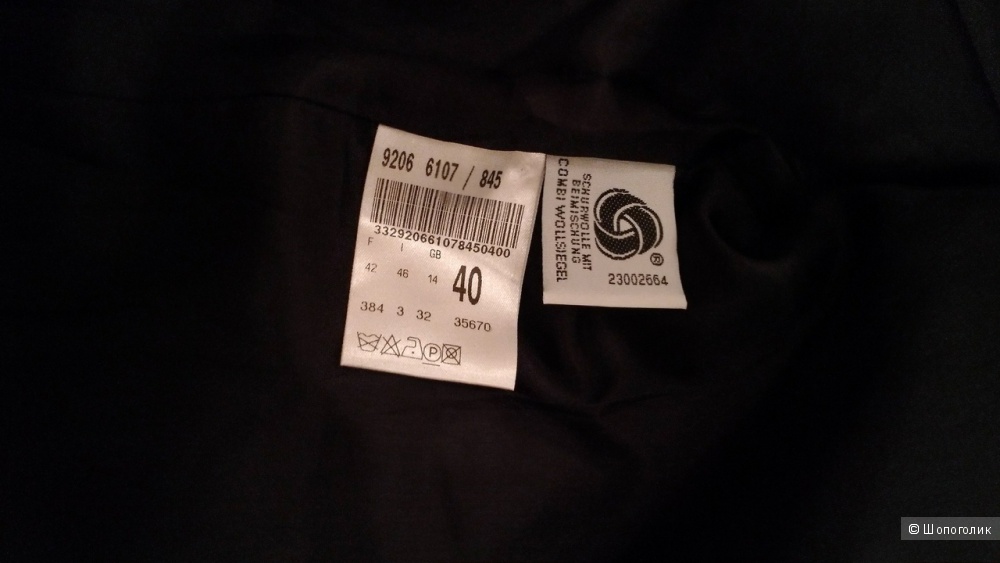 9206 6107 / 845
332920661078450400
F I GB
42 46 14 40
384 3 32 35670
P
COMBI WOLLSIEGEL
SCHURWOLLE MIT
BEIMISCHUNG
®
23002664
© Шопоголик